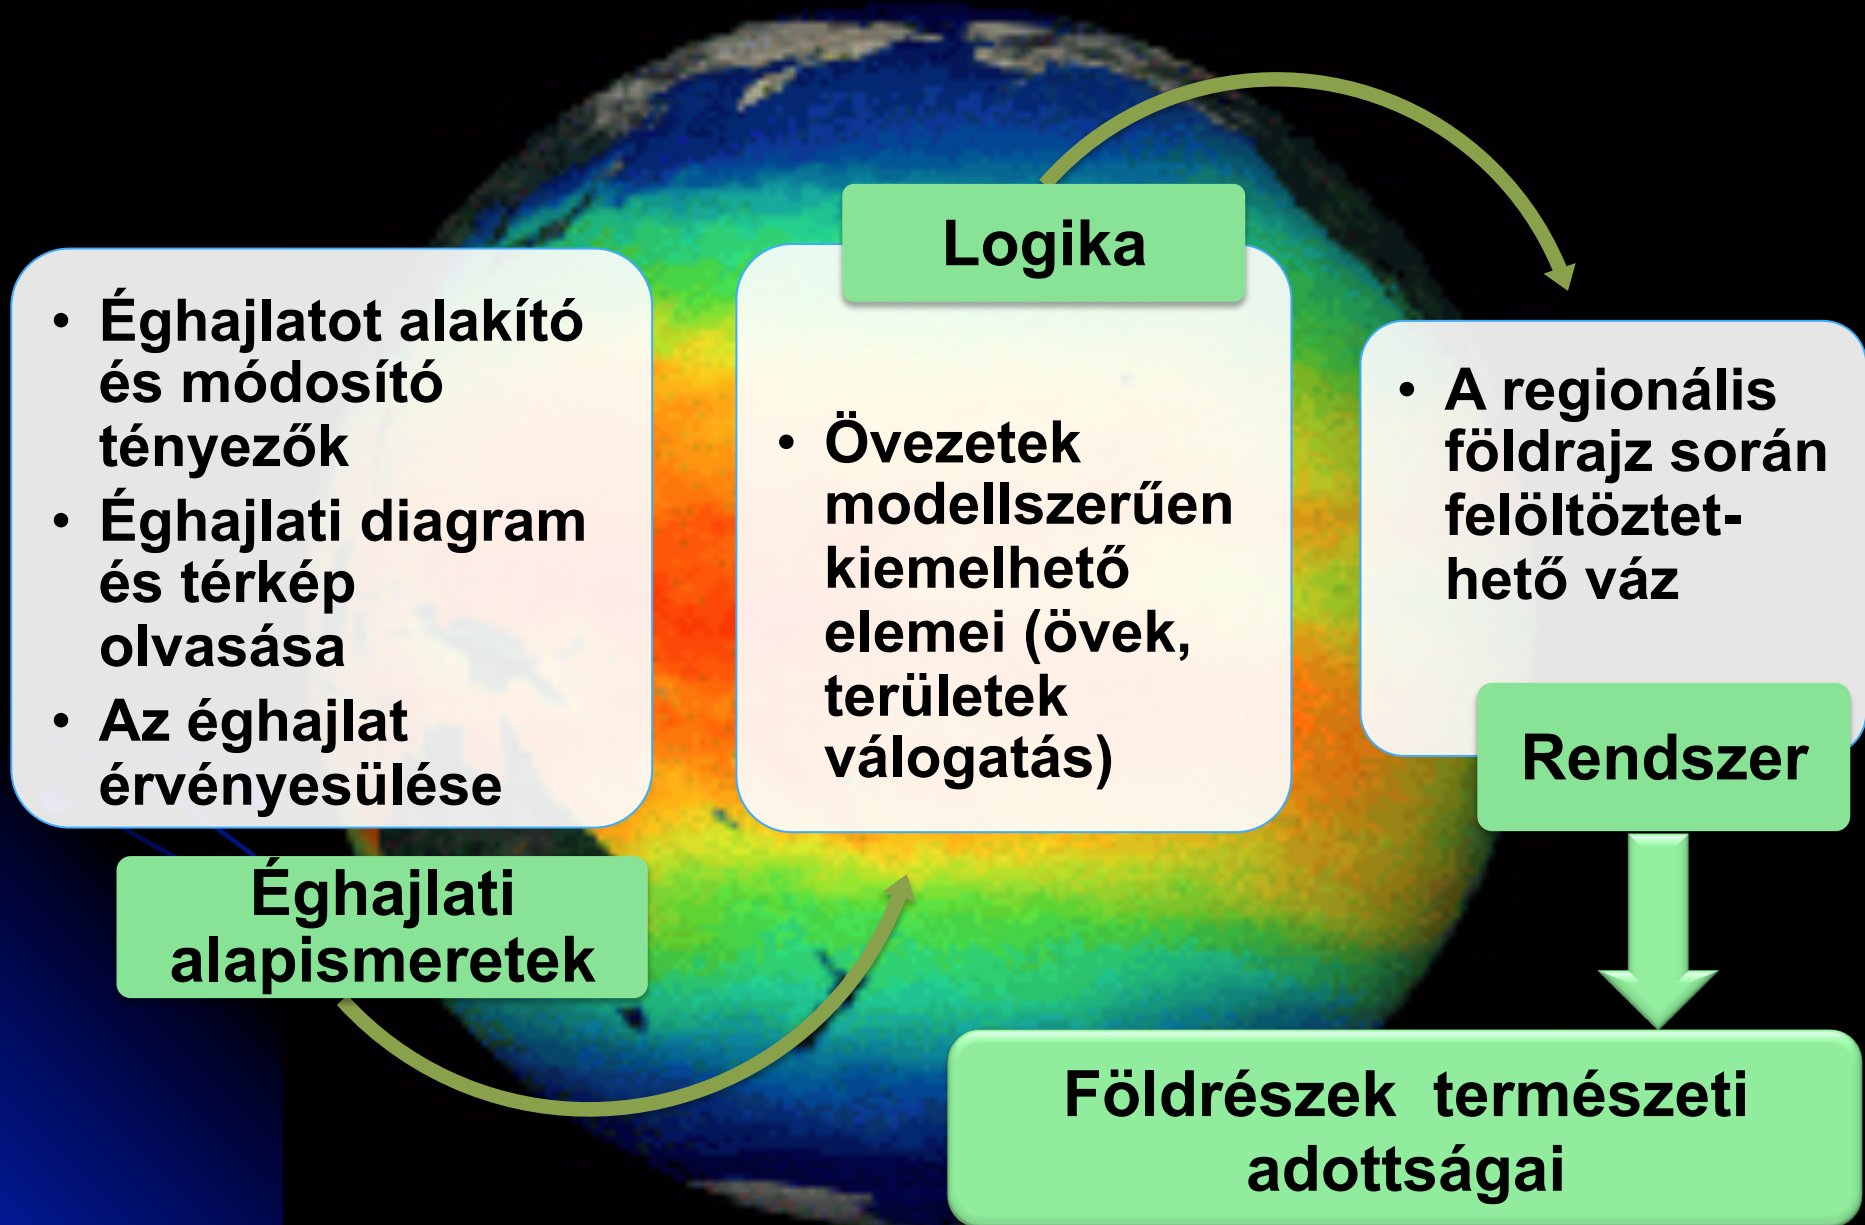 • Éghajlatot alakító
és módosító
tényezők
• Éghajlati diagram
és térkép
olvasása
• Az éghajlat
érvényesülése
Éghajlati
alapismeretek
Logika
• Övezetek
modellszerűen
kiemelhető
elemei (övek,
területek
válogatás)
• A regionális
földrajz során
felöltöztet-
hető váz
Rendszer
Földrészek természeti
adottságai